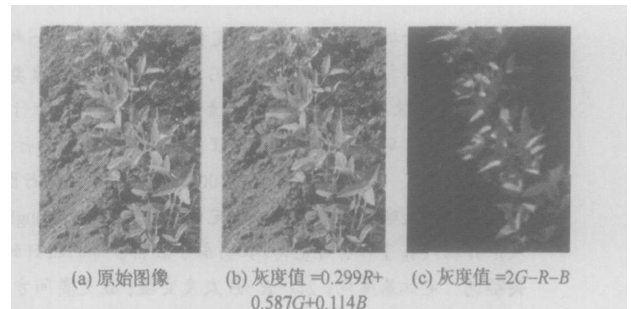 (a) 原始图像
(b) 灰度值 =0.299R+
0.587G+0.114B
(c) 灰度值 =2G-R-B